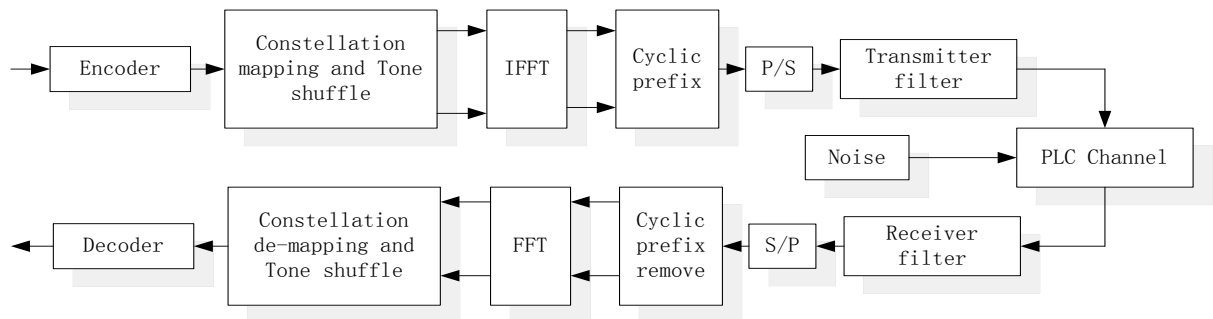 Encoder
Constellation
mapping and Tone
shuffle
IFFT
Cyclic
prefix
P/S
Transmitter
filter
Noise
PLC Channel
Decoder
Constellation
de-mapping and
Tone shuffle
FFT
Cyclic
prefix
remove
S/P
Receiver
filter